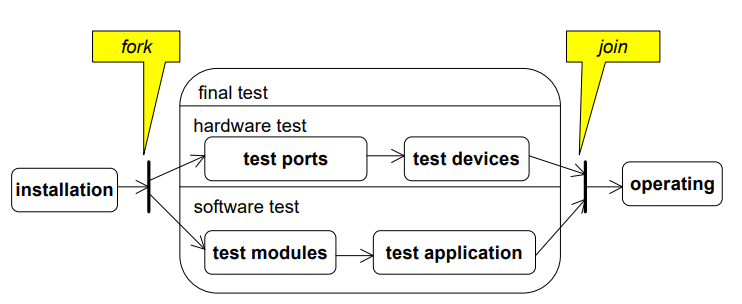 fork
join
final test
hardware test
test ports
test devices
installation
operating
software test
test modules
test application